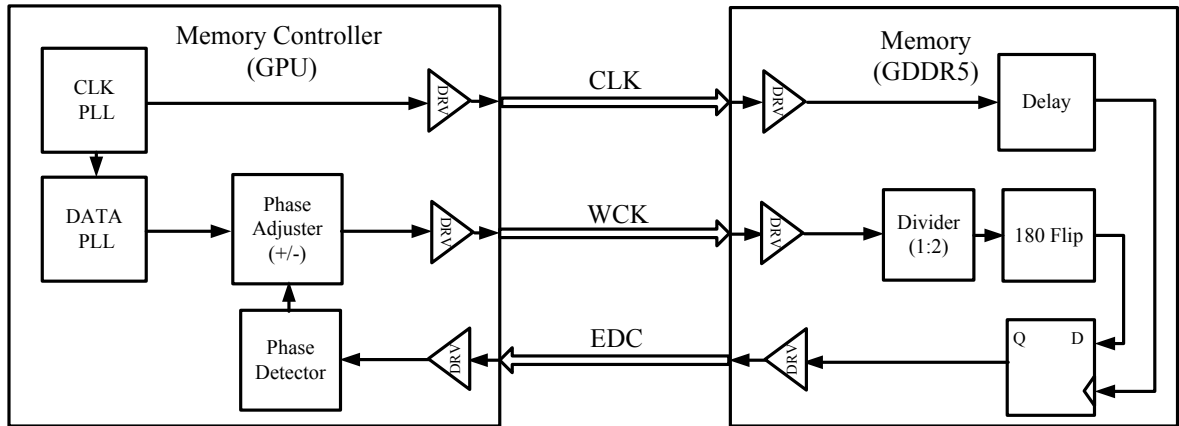 Memory Controller
(GPU)
CLK
PLL
DRV
CLK
Memory
(GDDR5)
DRV
Delay
DATA
PLL
Phase
Adjuster
(+/-)
DRV
WCK
DRV
Divider
(1:2)
180 Flip
Phase
Detector
DRV
EDC
DRV
Q D